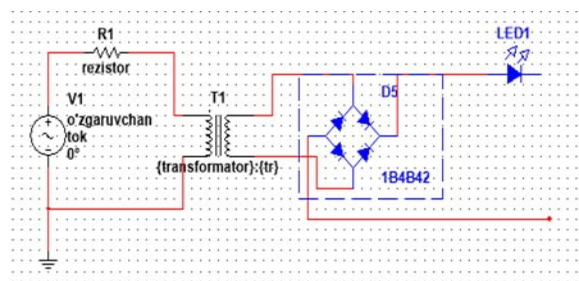 R1
rezistor
LED1
V1
o'zgaruvchan
tok
0°
T1
{transformator}:{tr}
D5
1B4B42